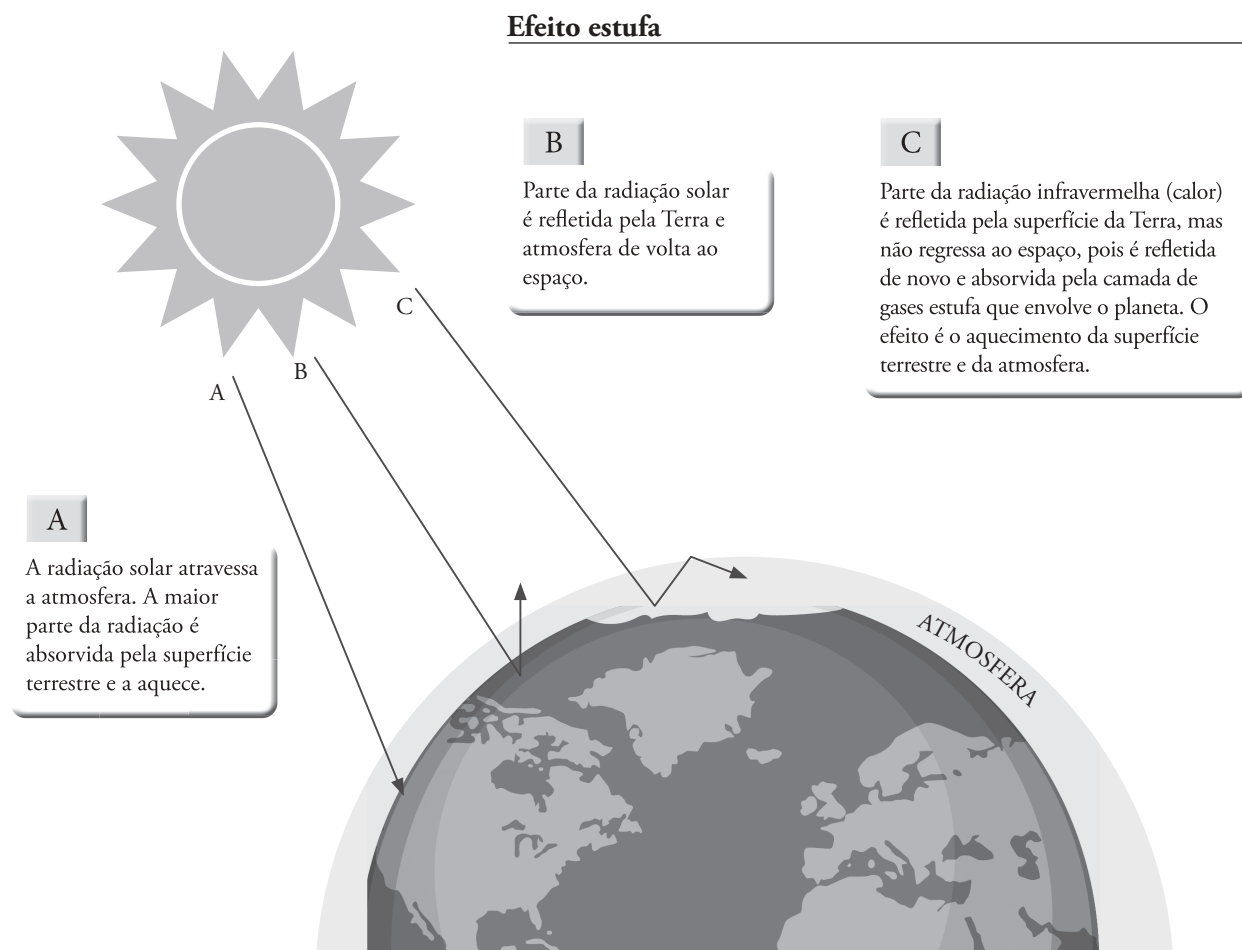 Efeito estufa
B
Parte da radiação solar
é refletida pela Terra e
atmosfera de volta ao
espaço.
C
Parte da radiação infravermelha (calor)
é refletida pela superfície da Terra, mas
não regressa ao espaço, pois é refletida
de novo e absorvida pela camada de
gases estufa que envolve o planeta. O
efeito é o aquecimento da superfície
terrestre e da atmosfera.
C
B
A
A
A radiação solar atravessa
a atmosfera. A maior
parte da radiação é
absorvida pela superfície
terrestre e a aquece.
ATMOSFERA